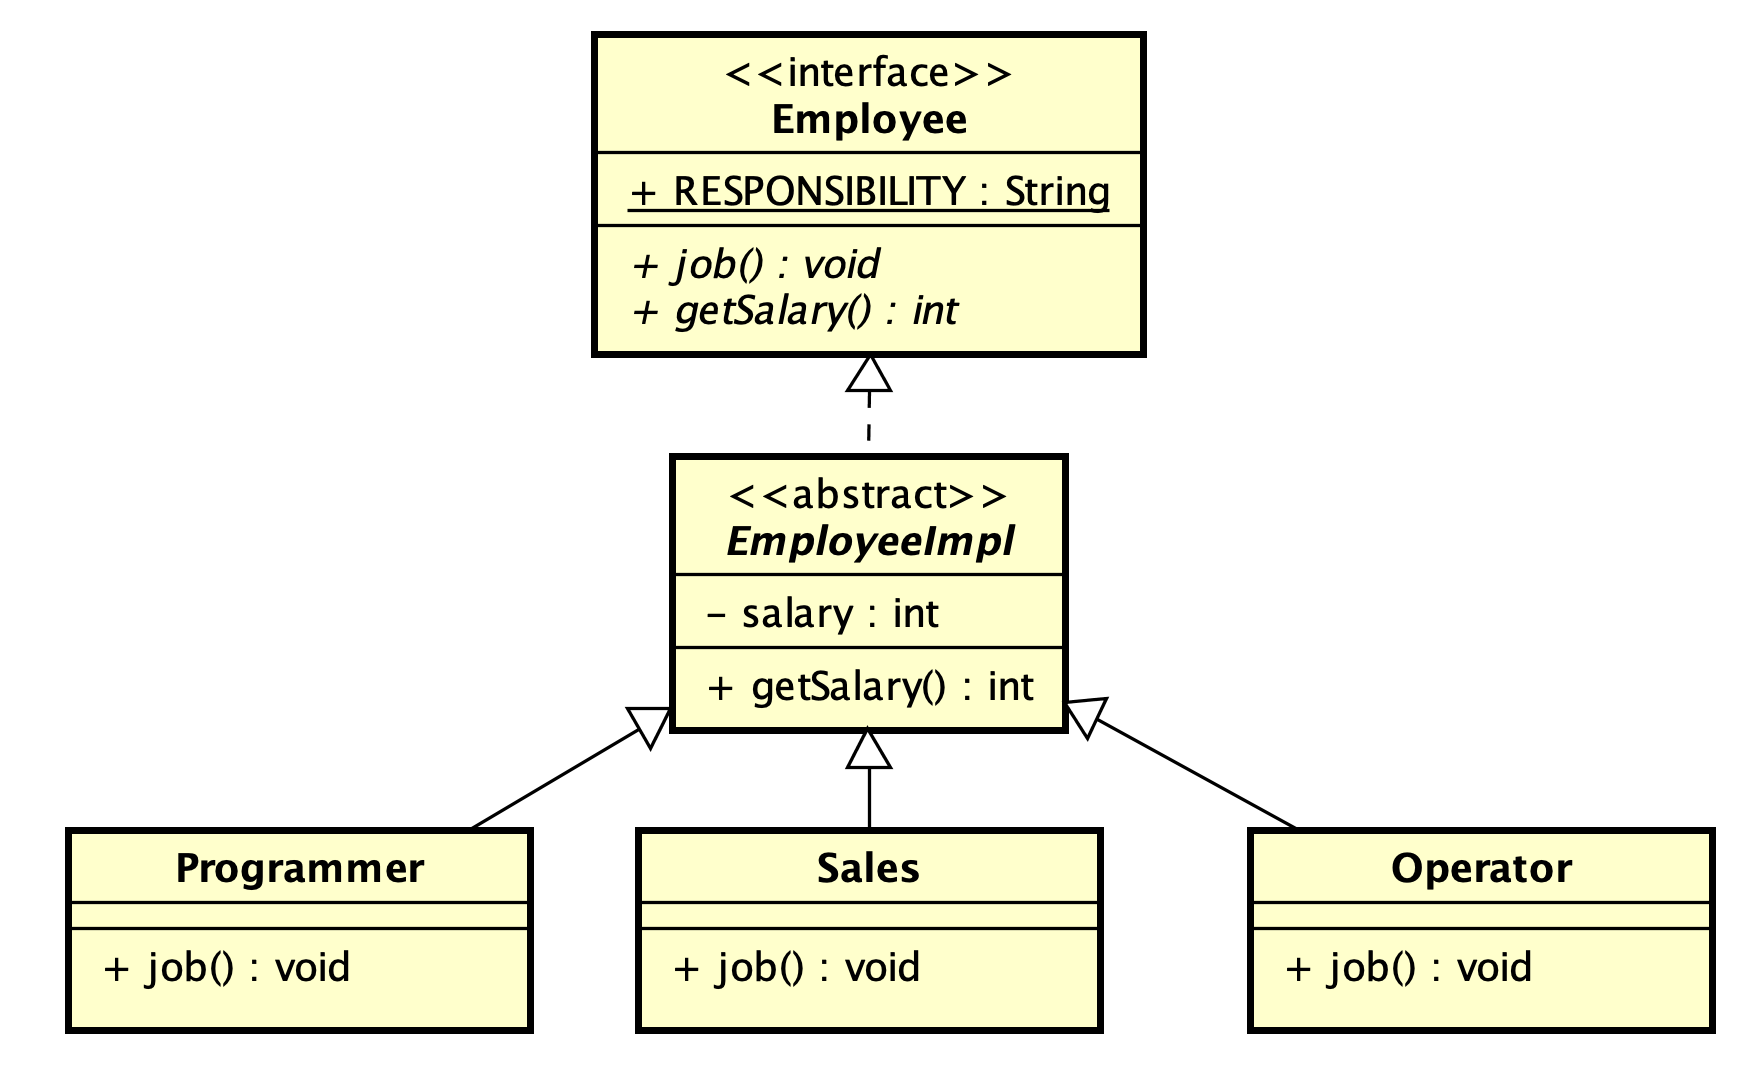 <<interface>>
Employee
+ RESPONSIBILITY : String
+ job() : void
+ getSalary() : int
<<abstract>>
EmployeeImpl
- salary : int
+ getSalary() : int
Programmer
+ job() : void
Sales
+ job() : void
Operator
+ job() : void